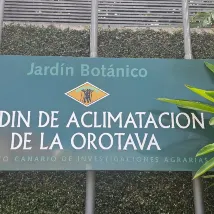 Jardín Botánico
DIN DE ACLIMATACION
DE LA OROTAVA
O CANARIO DE INVESTIGACIONES AGRARIAS